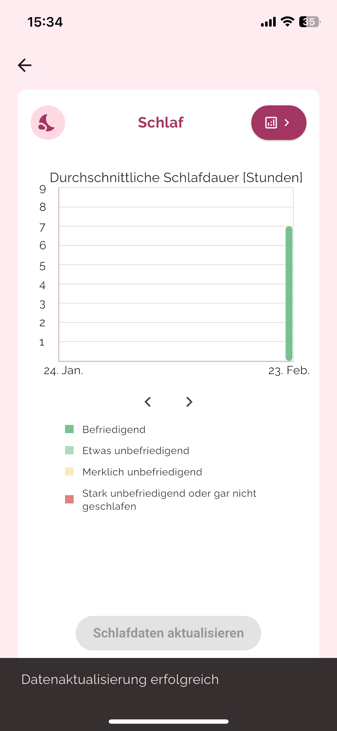 15:34
35
Schlaf
Durchschnittliche Schlafdauer [Stunden]
9
8
7
6
5
4
3
2
1
24. Jan.
23. Feb.
Befriedigend
Etwas unbefriedigend
Merklich unbefriedigend
Stark unbefriedigend oder gar nicht
geschlafen
Schlafdaten aktualisieren
Datenaktualisierung erfolgreich